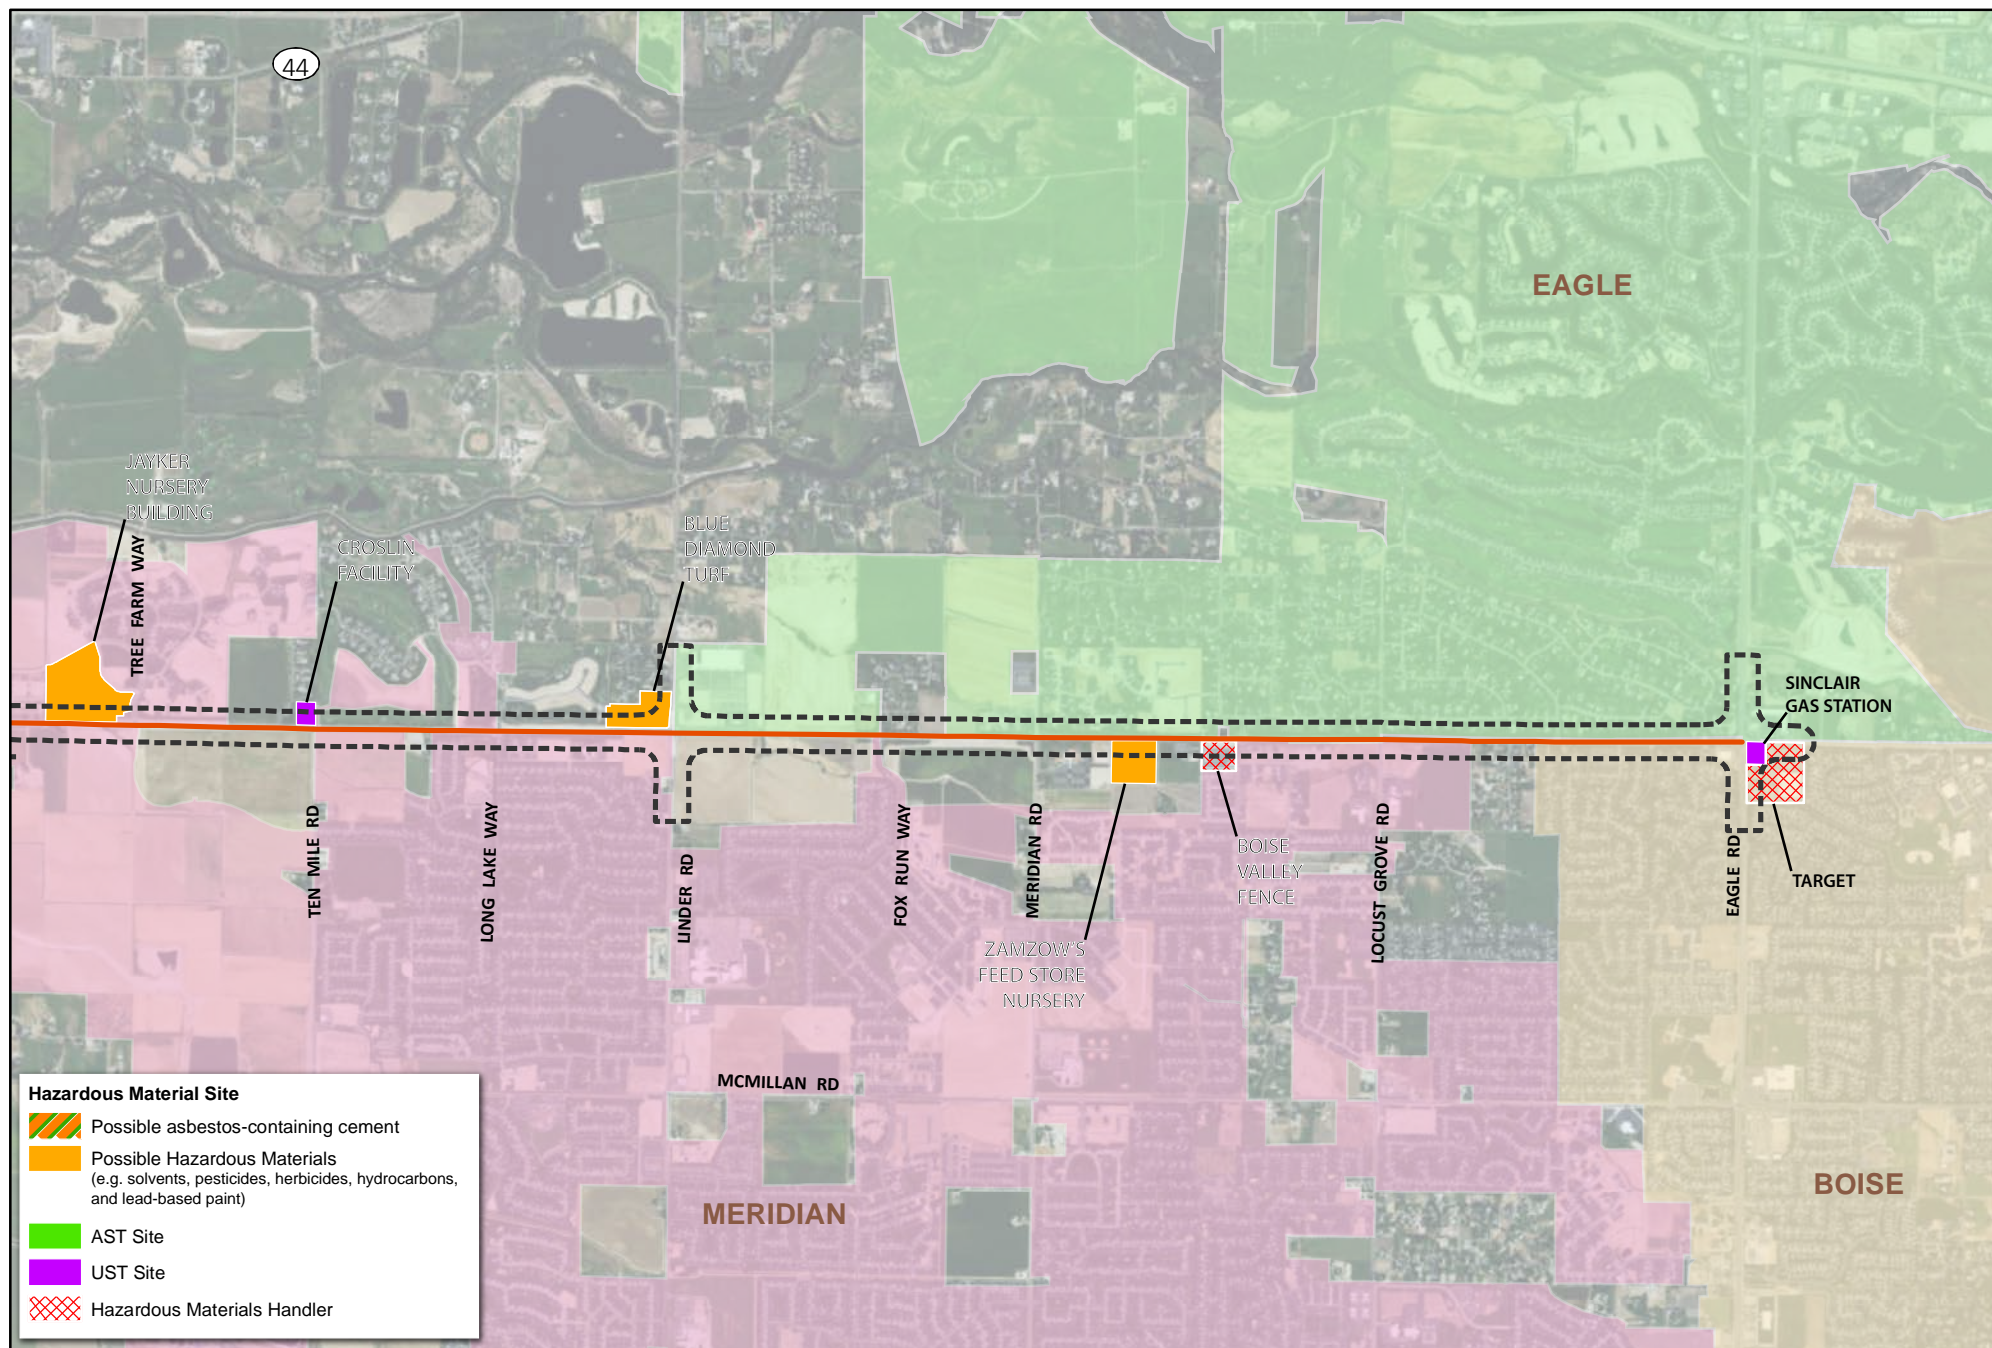 44
EAGLE
JAYKER
NURSERY
BUILDING
TREE FARM WAY
CROSLIN
FACILITY
BLUE
DIAMOND
TURF
SINCLAIR
GAS STATION
TEN MILE RD
LONG LAKE WAY
LINDER RD
FOX RUN WAY
MERIDIAN RD
ZAMZOW'S
FEED STORE
NURSERY
BOISE
VALLEY
FENCE
LOCUST GROVE RD
EAGLE RD
TARGET
MCMILLAN RD
MERIDIAN
BOISE
Hazardous Material Site
Possible asbestos-containing cement
Possible Hazardous Materials
(e.g. solvents, pesticides, herbicides, hydrocarbons,
and lead-based paint)
AST Site
UST Site
Hazardous Materials Handler